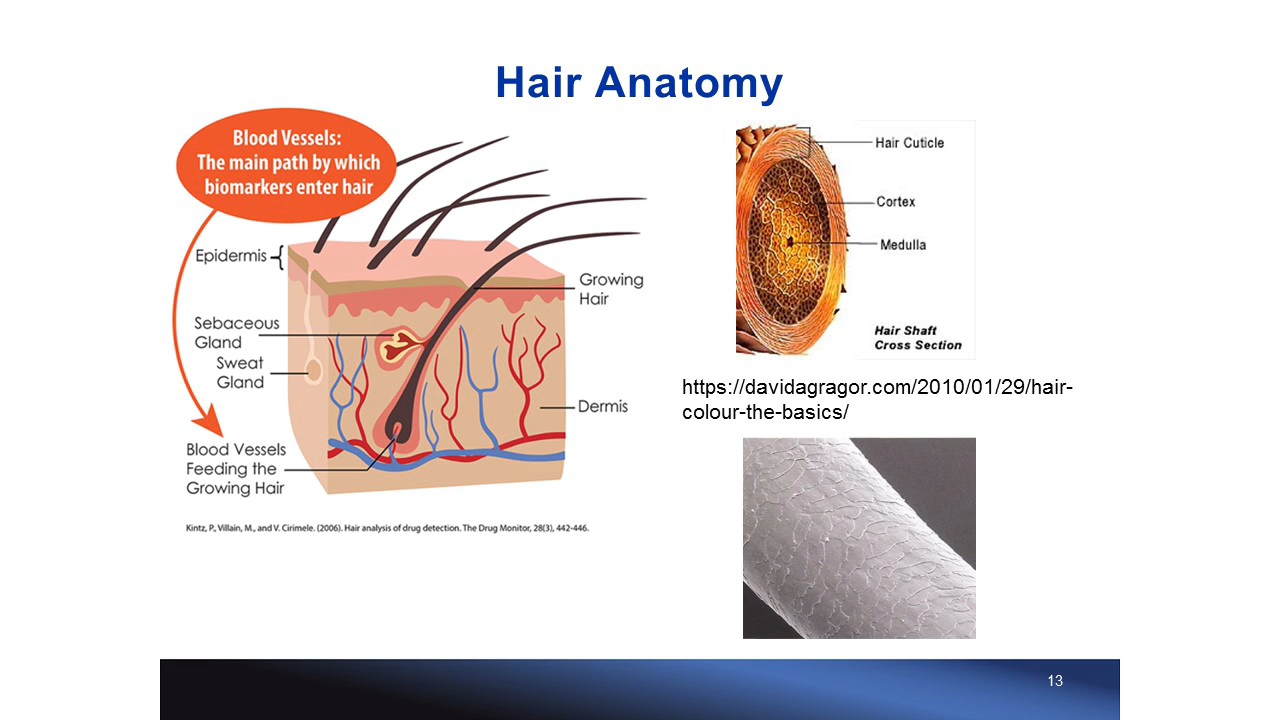 Hair Anatomy
Blood Vessels:
The main path by which
biomarkers enter hair
Epidermis
Growing
Hair
Sebaceous
Gland
Sweat
Gland
Dermis
Blood Vessels
Feeding the
Growing Hair
Kintz, P., Villain, M., and V. Cirimele. (2006). Hair analysis of drug detection. The Drug Monitor, 28(3), 442-446.
Hair Cuticle
Cortex
Medulla
Hair Shaft
Cross Section
https://davidagragor.com/2010/01/29/hair-
colour-the-basics/
13